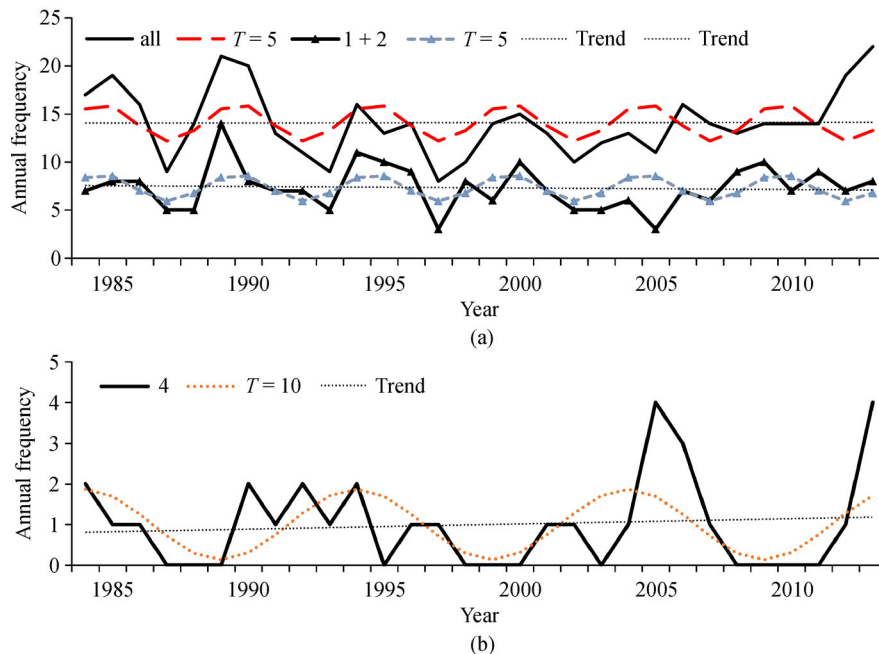 25
20
15
10
5
0
Annual frequency
all T = 5 1 + 2 T = 5 Trend Trend
1985 1990 1995 2000 2005 2010
Year
(a)
5
4
3
2
1
0
Annual frequency
4 T = 10 Trend
1985 1990 1995 2000 2005 2010
Year
(b)